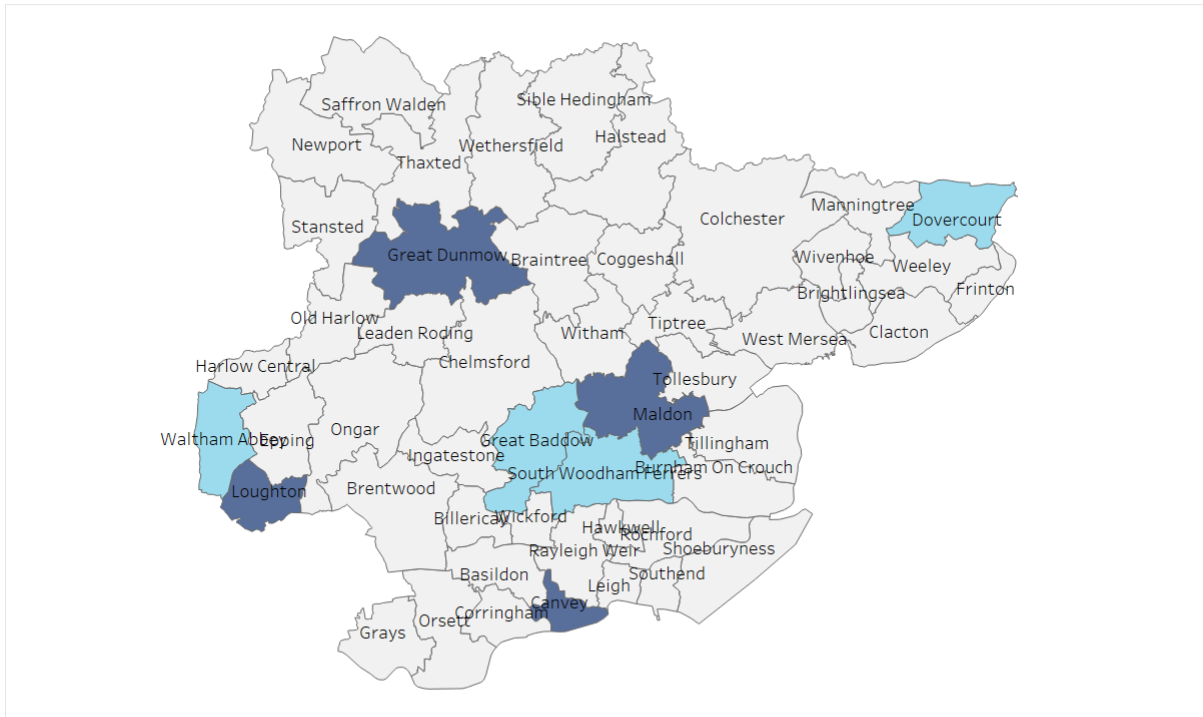 Saffron Walden
Sible Hedingham
Newport
Thaxted
Wethersfield
Halstead
Stansted
Colchester
Manningtree
Dovercourt
Great Dunmow
Braintree
Coggeshall
Wivenhoe
Weeley
Brightlingsea
Frinton
Old Harlow
Leaden Roding
Witham
Tiptree
West Mersea
Clacton
Harlow Central
Chelmsford
Tollesbury
Maldon
Waltham Abbey
Epping
Ongar
Great Baddow
Tillingham
Ingatestone
South Woodham Ferrers
Burnham On Crouch
Loughton
Brentwood
Billericay
Wickford
Hawkwell
Rochford
Rayleigh Weir
Shoeburyness
Basildon
Leigh
Southend
Canvey
Corringham
Orsett
Grays